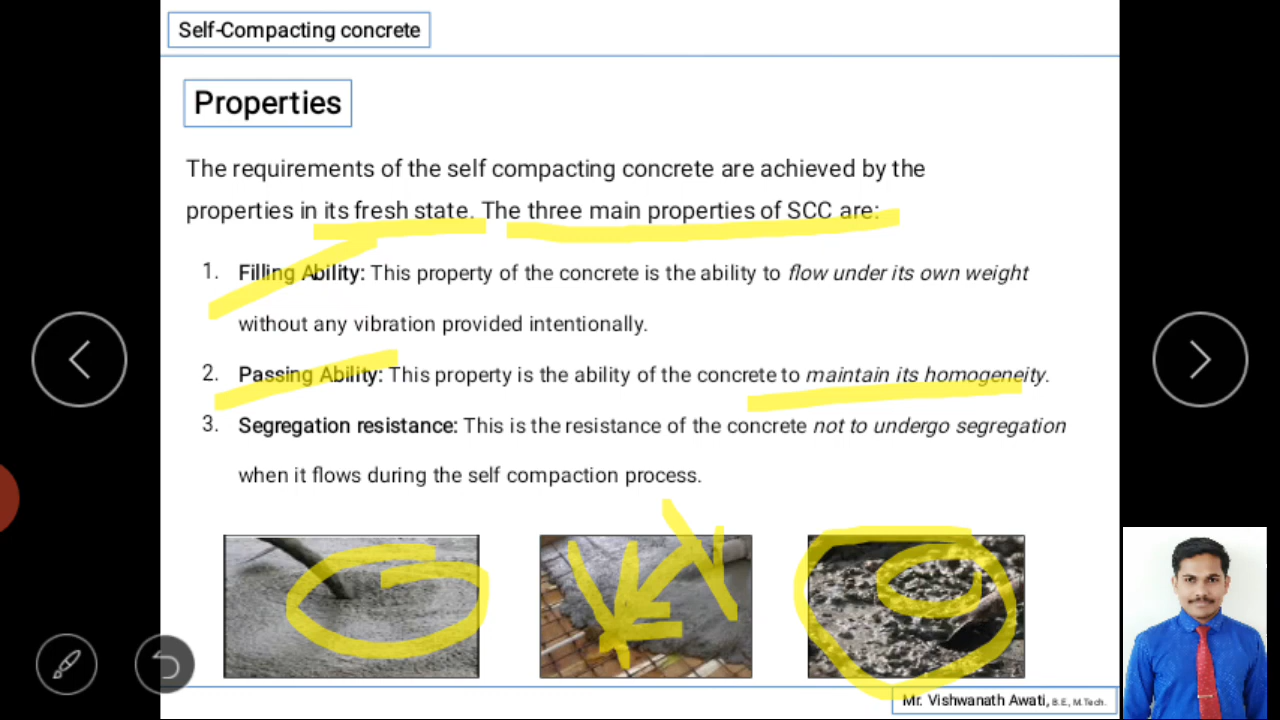 Self-Compacting concrete
Properties
The requirements of the self compacting concrete are achieved by the
properties in its fresh state. The three main properties of SCC are:
1. Filling Ability: This property of the concrete is the ability to flow under its own weight
without any vibration provided intentionally.
2. Passing Ability: This property is the ability of the concrete to maintain its homogeneity.
3. Segregation resistance: This is the resistance of the concrete not to undergo segregation
when it flows during the self compaction process.
Mr. Vishwanath Awati, B.E, M.Tech.